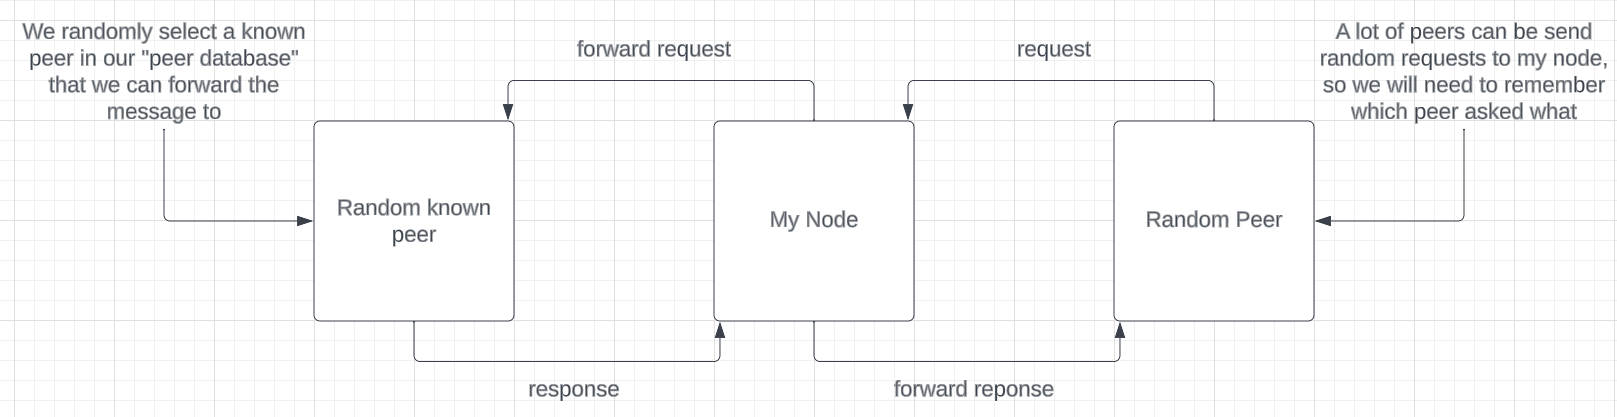 We randomly select a known
peer in our "peer database"
that we can forward the
message to
forward request
request
A lot of peers can be send
random requests to my node,
so we will need to remember
which peer asked what
Random known
peer
My Node
Random Peer
response
forward reponse